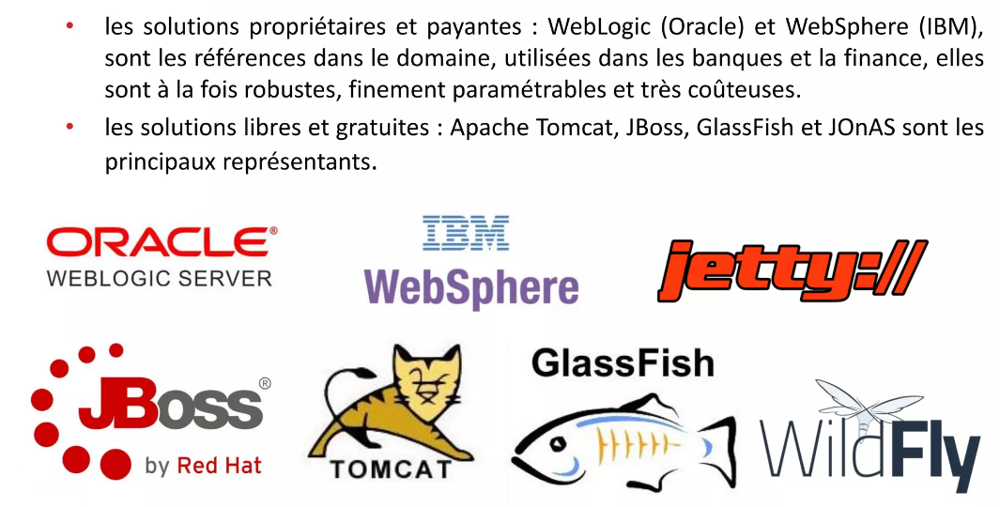 • les solutions propriétaires et payantes : WebLogic (Oracle) et WebSphere (IBM),
sont les références dans le domaine, utilisées dans les banques et la finance, elles
sont à la fois robustes, finement paramétrables et très coûteuses.
• les solutions libres et gratuites : Apache Tomcat, JBoss, GlassFish et JOnAS sont les
principaux représentants.
ORACLE®
WEBLOGIC SERVER
IBM
WebSphere
jetty://
JBoss®
by Red Hat
TOMCAT
GlassFish
WildFly